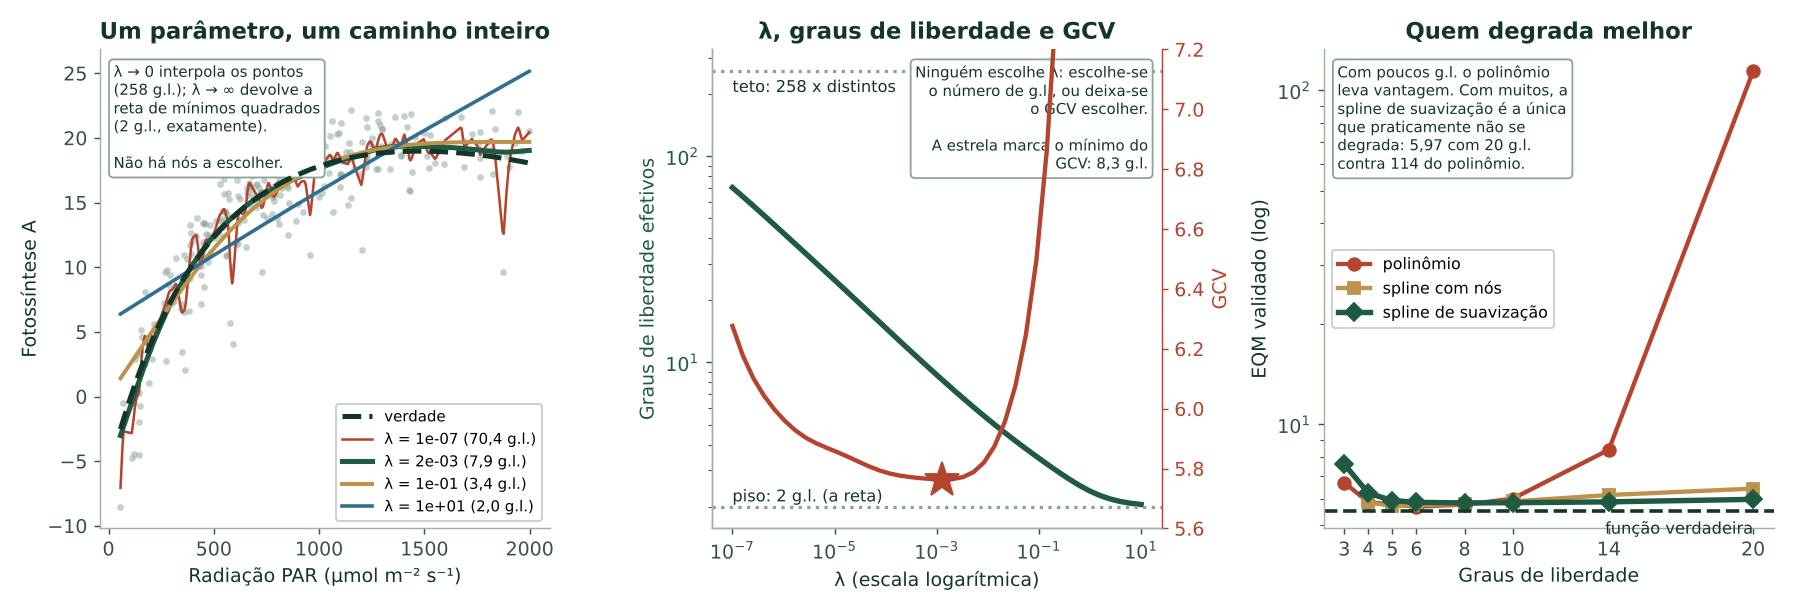 Um parâmetro, um caminho inteiro
λ → 0 interpola os pontos
(258 g.l.); λ → ∞ devolve a
reta de mínimos quadrados
(2 g.l., exatamente).
Não há nós a escolher.
25
20
15
10
5
0
−5
−10
Fotossíntese A
verdade
λ = 1e-07 (70,4 g.l.)
λ = 2e-03 (7,9 g.l.)
λ = 1e-01 (3,4 g.l.)
λ = 1e+01 (2,0 g.l.)
0
500
1000
1500
2000
Radiação PAR (μmol m⁻² s⁻¹)
λ, graus de liberdade e GCV
teto: 258 x distintos
Ninguém escolhe λ: escolhe-se
o número de g.l., ou deixa-se
o GCV escolher.
A estrela marca o mínimo do
GCV: 8,3 g.l.
10²
10¹
Graus de liberdade efetivos
piso: 2 g.l. (a reta)
7.2
7.0
6.8
6.6
6.4
6.2
6.0
5.8
5.6
GCV
10⁻⁷
10⁻⁵
10⁻³
10⁻¹
10¹
λ (escala logarítmica)
Quem degrada melhor
Com poucos g.l. o polinômio
leva vantagem. Com muitos, a
spline de suavização é a única
que praticamente não se
degrada: 5,97 com 20 g.l.
contra 114 do polinômio.
10²
10¹
EQM validado (log)
polinômio
spline com nós
spline de suavização
função verdadeira
3
4
5
6
8
10
14
20
Graus de liberdade